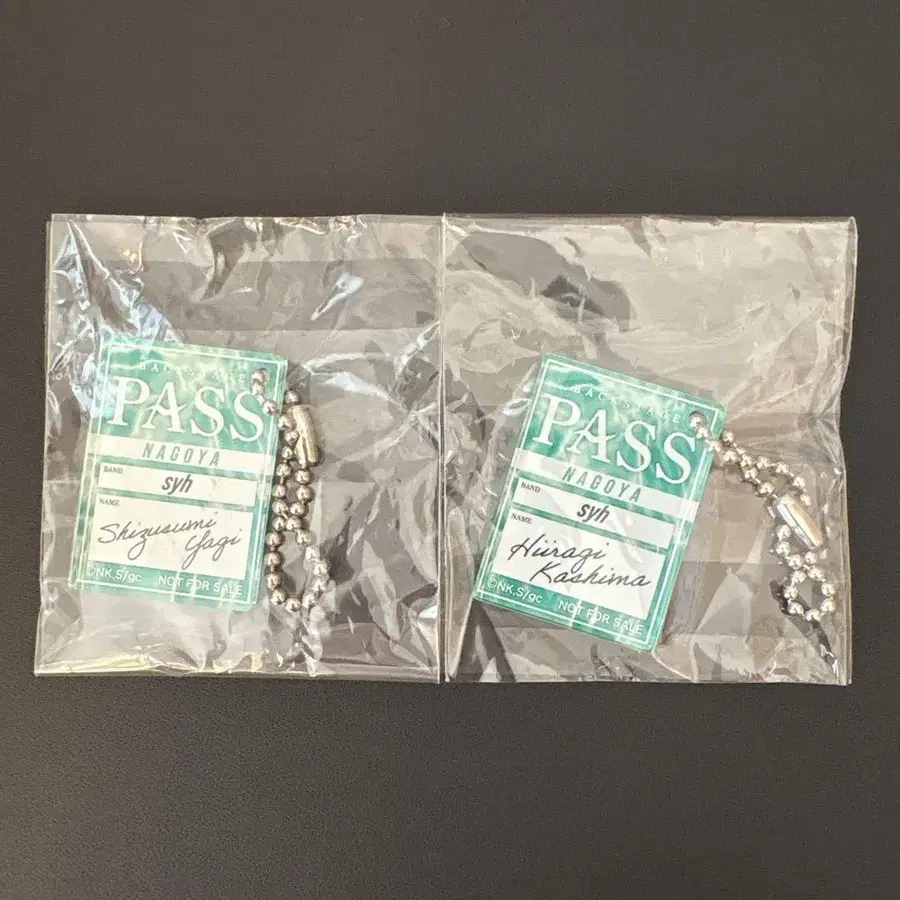 BACKSTAGE
PASS
NAGOYA
BAND
syh
NAME
Shizusumi
Yagi
©NK,S/gc NOT FOR SALE
BACKSTAGE
PASS
NAGOYA
BAND
syh
NAME
Hiiragi
Kashima
©NK,S/gc NOT FOR SALE